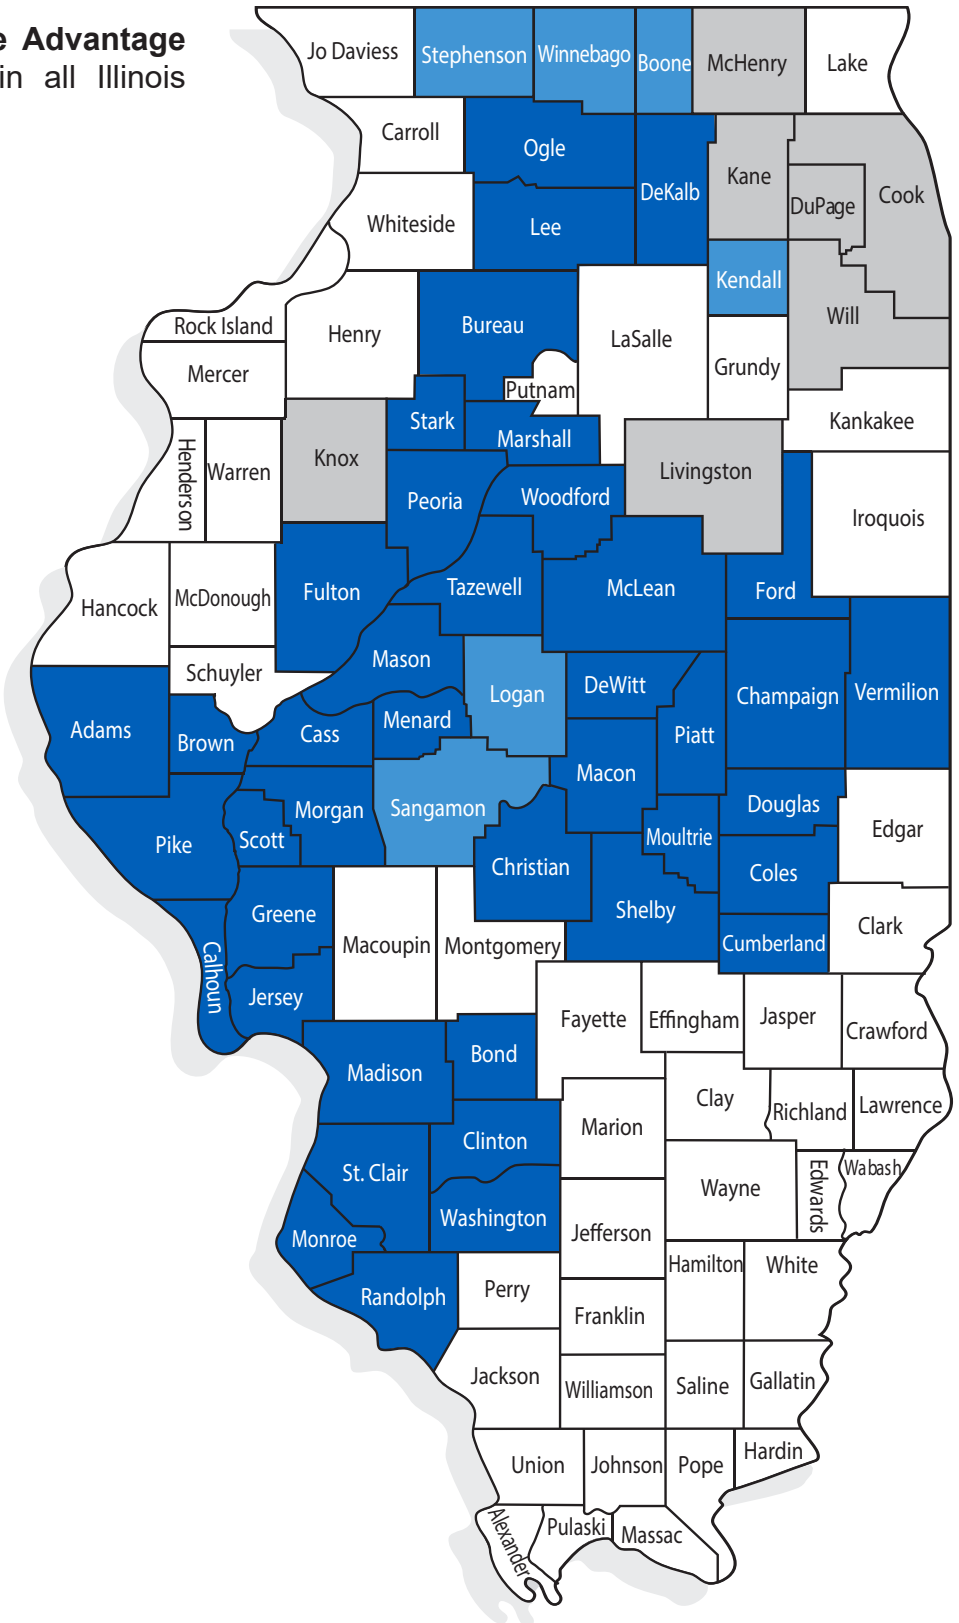 e Advantage
in all Illinois
Jo Daviess
Stephenson
Winnebago
Boone
McHenry
Lake
Carroll
Ogle
DeKalb
Kane
DuPage
Cook
Whiteside
Lee
Kendall
Will
Rock Island
Henry
Bureau
LaSalle
Grundy
Mercer
Putnam
Kankakee
Stark
Marshall
Henderson
Warren
Knox
Peoria
Woodford
Livingston
Iroquois
Hancock
McDonough
Fulton
Tazewell
McLean
Ford
Schuyler
Mason
Logan
DeWitt
Champaign
Vermilion
Adams
Brown
Cass
Menard
Piatt
Macon
Pike
Scott
Morgan
Sangamon
Christian
Moultrie
Douglas
Edgar
Coles
Shelby
Greene
Macoupin
Montgomery
Cumberland
Clark
Calhoun
Jersey
Fayette
Effingham
Jasper
Crawford
Madison
Bond
Clay
Richland
Lawrence
Marion
Clinton
St. Clair
Wayne
Edwards
Wabash
Washington
Monroe
Jefferson
Hamilton
White
Randolph
Perry
Franklin
Jackson
Williamson
Saline
Gallatin
Union
Johnson
Pope
Hardin
Alexander
Pulaski
Massac